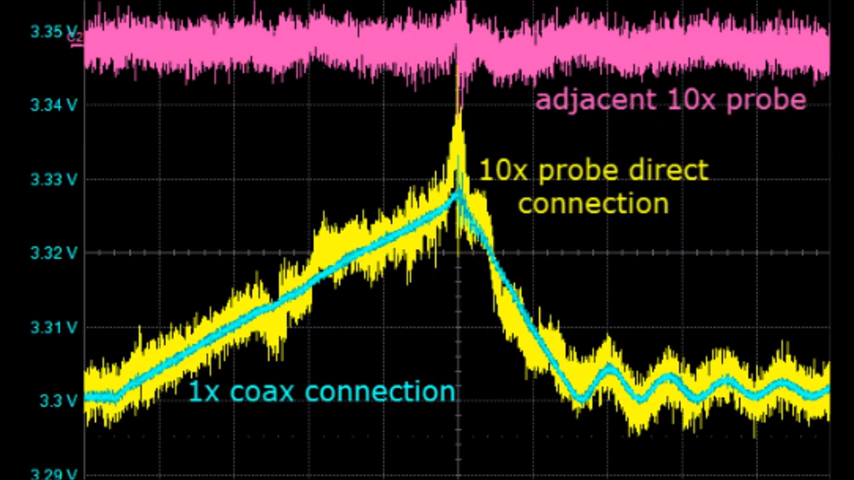 3.35 V
C2
3.34 V
adjacent 10x probe
3.33 V
10x probe direct
connection
3.32 V
3.31 V
1x coax connection
3.3 V
3.29 V